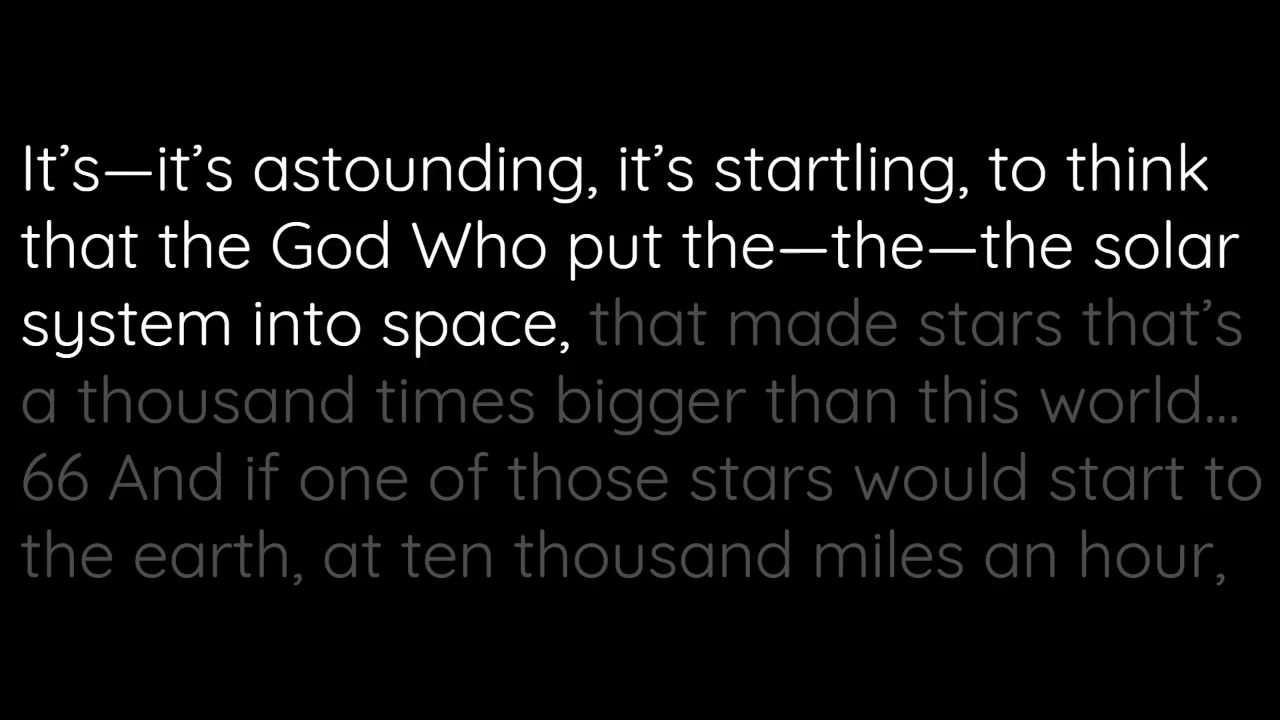 It’s—it’s astounding, it’s startling, to think
that the God Who put the—the—the solar
system into space, that made stars that’s
a thousand times bigger than this world...
66 And if one of those stars would start to
the earth, at ten thousand miles an hour,